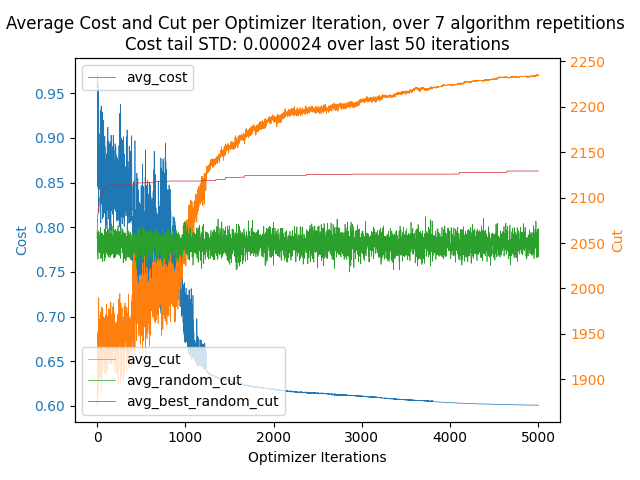 Average Cost and Cut per Optimizer Iteration, over 7 algorithm repetitions
Cost tail STD: 0.000024 over last 50 iterations
avg_cost
0.95
0.90
0.85
0.80
0.75
0.70
0.65
0.60
Cost
2250
2200
2150
2100
2050
2000
1950
1900
Cut
avg_cut
avg_random_cut
avg_best_random_cut
0
1000
2000
3000
4000
5000
Optimizer Iterations